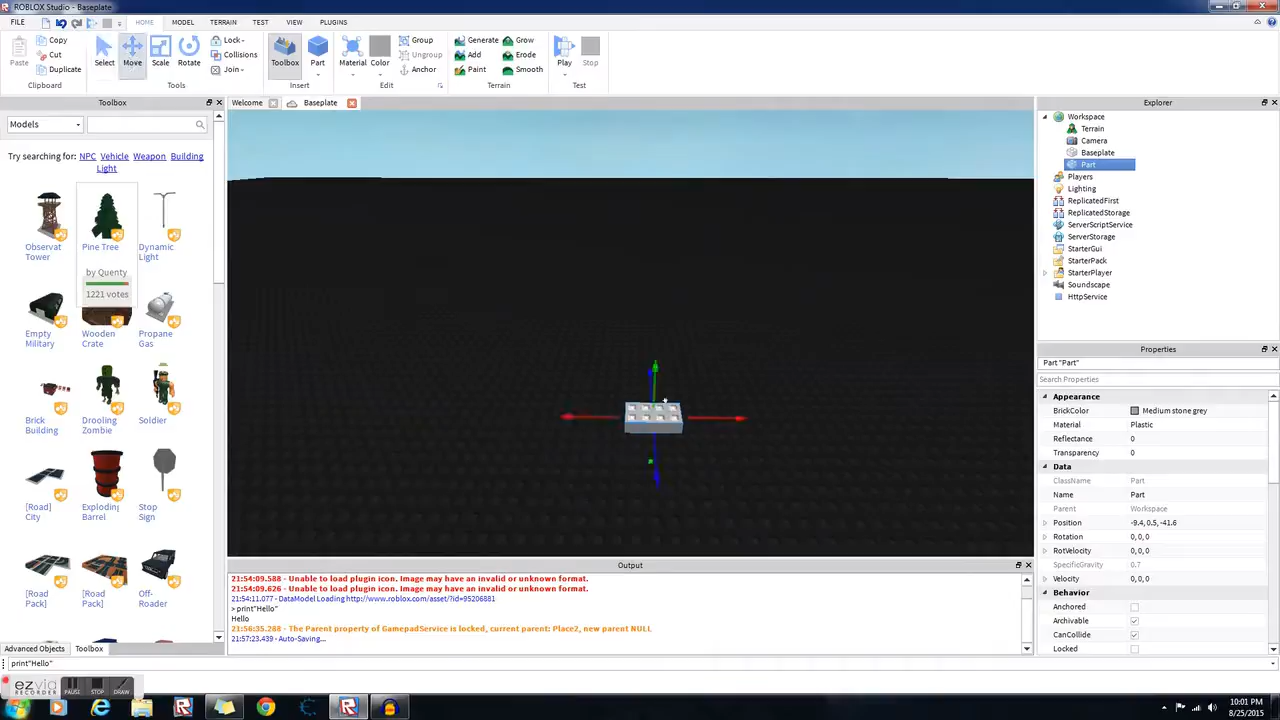 ROBLOX Studio - Baseplate
FILE HOME MODEL TERRAIN TEST VIEW PLUGINS
Paste Copy Cut Duplicate Clipboard
Select Move Scale Rotate Lock- Collisions Join- Tools
Toolbox Part Insert
Material Color Group Ungroup Anchor Edit
Generate Add Paint Grow Erode Smooth Terrain
Play Stop Test
Toolbox
Models
Try searching for: NPC Vehicle Weapon Building
Light
Observat Tower
Pine Tree
Dynamic Light
by Quenty
1221 votes
Empty Military
Wooden Crate
Propane Gas
Brick Building
Drooling Zombie
Soldier
[Road] City
Exploding Barrel
Stop Sign
[Road Pack]
[Road Pack]
Off-Roader
Advanced Objects Toolbox
Welcome Baseplate
Output
21:54:09.588 - Unable to load plugin icon. Image may have an invalid or unknown format.
21:54:09.626 - Unable to load plugin icon. Image may have an invalid or unknown format.
21:54:11.077 - DataModel Loading http://www.roblox.com/asset/?id=95206881
> print"Hello"
Hello
21:56:35.268 - The Parent property of GamepadService is locked, current parent: Place2, new parent NULL
21:57:23.439 - Auto-Saving...
Explorer
Workspace
Terrain
Camera
Baseplate
Part
Players
Lighting
ReplicatedFirst
ReplicatedStorage
ServerScriptService
ServerStorage
StarterGui
StarterPack
StarterPlayer
Soundscape
HttpService
Properties
Part "Part"
Search Properties
Appearance
BrickColor Medium stone grey
Material Plastic
Reflectance 0
Transparency 0
Data
ClassName Part
Name Part
Parent Workspace
Position -9.4, 0.5, -41.6
Rotation 0, 0, 0
RotVelocity 0, 0, 0
SpecificGravity 0.7
Velocity 0, 0, 0
Behavior
Anchored
Archivable
CanCollide
Locked
print"Hello"
ezvid RECORDER PAUSE STOP DRAW
10:01 PM
8/25/2015